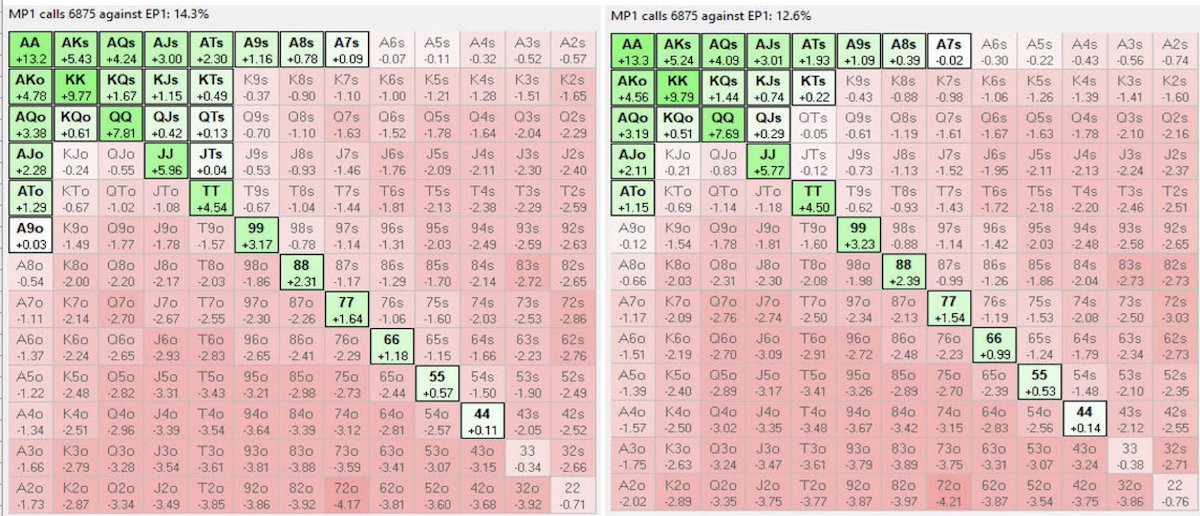 MP1 calls 6875 against EP1: 14.3%
AA AKs AQs AJs ATs A9s A8s A7s A6s A5s A4s A3s A2s
+13.2 +5.43 +4.24 +3.00 +2.30 +1.16 +0.78 +0.09 -0.07 -0.11 -0.32 -0.52 -0.57
AKo KK KQs KJs KTs K9s K8s K7s K6s K5s K4s K3s K2s
+4.78 +9.77 +1.67 +1.15 +0.49 -0.37 -0.90 -1.10 -1.00 -1.21 -1.28 -1.51 -1.65
AQo KQo QQ QJs QTs Q9s Q8s Q7s Q6s Q5s Q4s Q3s Q2s
+3.38 +0.61 +7.81 +0.42 +0.13 -0.70 -1.10 -1.63 -1.52 -1.78 -1.64 -2.04 -2.29
AJo KJo QJo JJ JTs J9s J8s J7s J6s J5s J4s J3s J2s
+2.28 -0.24 -0.55 +5.96 +0.04 -0.53 -0.93 -1.46 -1.76 -2.09 -2.11 -2.30 -2.40
ATo KTo QTo JTo TT T9s T8s T7s T6s T5s T4s T3s T2s
+1.29 -0.67 -1.02 -1.08 +4.54 -0.67 -1.04 -1.44 -1.81 -2.13 -2.38 -2.29 -2.59
A9o K9o Q9o J9o T9o 99 98s 97s 96s 95s 94s 93s 92s
+0.03 -1.49 -1.77 -1.78 -1.57 +3.17 -0.78 -1.14 -1.31 -2.03 -2.49 -2.59 -2.63
A8o K8o Q8o J8o T8o 98o 88 87s 86s 85s 84s 83s 82s
-0.54 -2.00 -2.20 -2.17 -2.03 -1.86 +2.31 -1.17 -1.29 -1.70 -2.14 -2.72 -2.65
A7o K7o Q7o J7o T7o 97o 87o 77 76s 75s 74s 73s 72s
-1.11 -2.14 -2.70 -2.67 -2.55 -2.30 -2.26 +1.64 -1.06 -1.60 -2.03 -2.53 -2.86
A6o K6o Q6o J6o T6o 96o 86o 76o 66 65s 64s 63s 62s
-1.37 -2.24 -2.65 -2.93 -2.83 -2.65 -2.41 -2.29 +1.18 -1.15 -1.66 -2.23 -2.76
A5o K5o Q5o J5o T5o 95o 85o 75o 65o 55 54s 53s 52s
-1.22 -2.48 -2.82 -3.31 -3.43 -3.21 -2.98 -2.73 -2.44 +0.57 -1.50 -1.90 -2.49
A4o K4o Q4o J4o T4o 94o 84o 74o 64o 54o 44 43s 42s
-1.34 -2.51 -2.96 -3.39 -3.54 -3.64 -3.39 -3.12 -2.81 -2.57 +0.11 -2.05 -2.52
A3o K3o Q3o J3o T3o 93o 83o 73o 63o 53o 43o 33 32s
-1.66 -2.79 -3.28 -3.54 -3.61 -3.81 -3.88 -3.59 -3.41 -3.07 -3.15 -0.34 -2.66
A2o K2o Q2o J2o T2o 92o 82o 72o 62o 52o 42o 32o 22
-1.73 -2.87 -3.34 -3.49 -3.85 -3.86 -3.92 -4.17 -3.81 -3.60 -3.68 -3.92 -0.71
MP1 calls 6875 against EP1: 12.6%
AA AKs AQs AJs ATs A9s A8s A7s A6s A5s A4s A3s A2s
+13.3 +5.24 +4.09 +3.01 +1.93 +1.09 +0.39 -0.02 -0.30 -0.22 -0.43 -0.56 -0.74
AKo KK KQs KJs KTs K9s K8s K7s K6s K5s K4s K3s K2s
+4.56 +9.79 +1.44 +0.74 +0.22 -0.43 -0.88 -0.98 -1.06 -1.26 -1.39 -1.41 -1.60
AQo KQo QQ QJs QTs Q9s Q8s Q7s Q6s Q5s Q4s Q3s Q2s
+3.19 +0.51 +7.69 +0.29 -0.05 -0.61 -1.19 -1.61 -1.67 -1.63 -1.78 -2.10 -2.16
AJo KJo QJo JJ JTs J9s J8s J7s J6s J5s J4s J3s J2s
+2.11 -0.21 -0.83 +5.77 -0.12 -0.73 -1.13 -1.52 -1.95 -2.11 -2.13 -2.24 -2.37
ATo KTo QTo JTo TT T9s T8s T7s T6s T5s T4s T3s T2s
+1.15 -0.69 -1.14 -1.18 +4.50 -0.62 -0.93 -1.43 -1.72 -2.18 -2.20 -2.46 -2.51
A9o K9o Q9o J9o T9o 99 98s 97s 96s 95s 94s 93s 92s
-0.12 -1.54 -1.78 -1.81 -1.60 +3.23 -0.88 -1.14 -1.42 -2.03 -2.48 -2.58 -2.65
A8o K8o Q8o J8o T8o 98o 88 87s 86s 85s 84s 83s 82s
-0.66 -2.03 -2.31 -2.30 -2.08 -1.98 +2.39 -0.99 -1.26 -1.86 -2.04 -2.73 -2.73
A7o K7o Q7o J7o T7o 97o 87o 77 76s 75s 74s 73s 72s
-1.17 -2.09 -2.76 -2.74 -2.50 -2.34 -2.13 +1.54 -1.19 -1.53 -2.08 -2.50 -3.03
A6o K6o Q6o J6o T6o 96o 86o 76o 66 65s 64s 63s 62s
-1.51 -2.19 -2.70 -3.09 -2.91 -2.72 -2.48 -2.23 +0.99 -1.24 -1.79 -2.34 -2.73
A5o K5o Q5o J5o T5o 95o 85o 75o 65o 55 54s 53s 52s
-1.39 -2.40 -2.89 -3.17 -3.41 -3.26 -2.89 -2.70 -2.39 +0.53 -1.48 -2.10 -2.35
A4o K4o Q4o J4o T4o 94o 84o 74o 64o 54o 44 43s 42s
-1.57 -2.50 -3.02 -3.35 -3.48 -3.67 -3.42 -3.15 -2.83 -2.56 +0.14 -2.12 -2.55
A3o K3o Q3o J3o T3o 93o 83o 73o 63o 53o 43o 33 32s
-1.75 -2.63 -3.24 -3.47 -3.61 -3.79 -3.89 -3.75 -3.31 -3.07 -3.24 -0.38 -2.71
A2o K2o Q2o J2o T2o 92o 82o 72o 62o 52o 42o 32o 22
-2.02 -2.89 -3.35 -3.75 -3.77 -3.87 -3.97 -4.21 -3.87 -3.54 -3.75 -3.86 -0.76